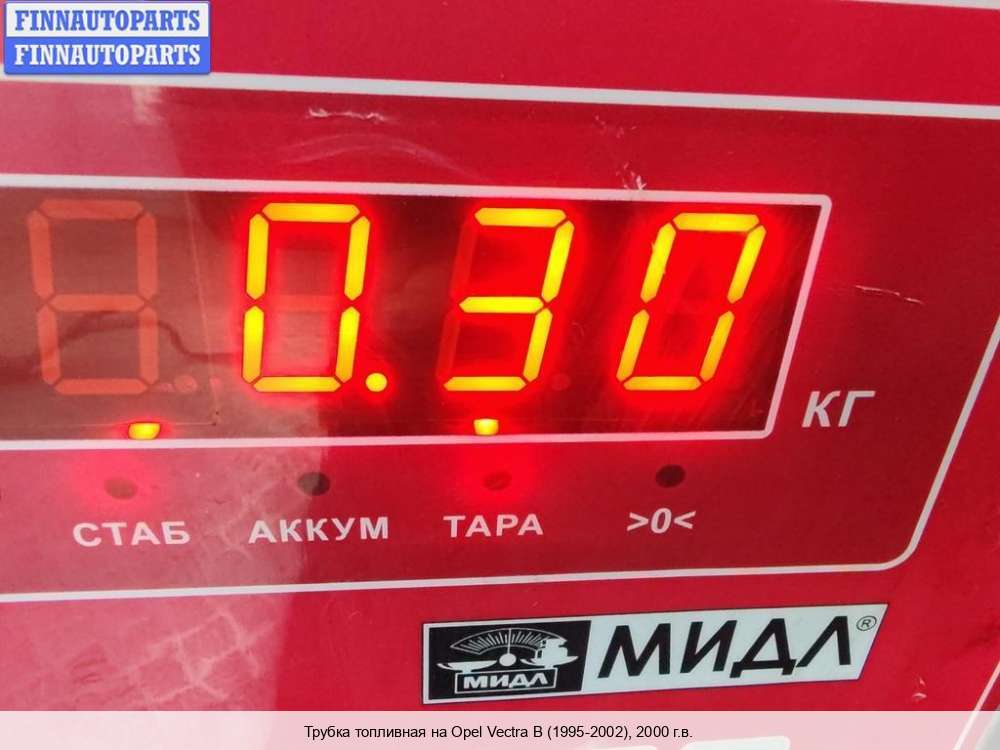 FINNAUTOPARTS
FINNAUTOPARTS
0.30
КГ
СТАБ АККУМ ТАРА >0<
МИДЛ МИДЛ®
Трубка топливная на Opel Vectra B (1995-2002), 2000 г.в.